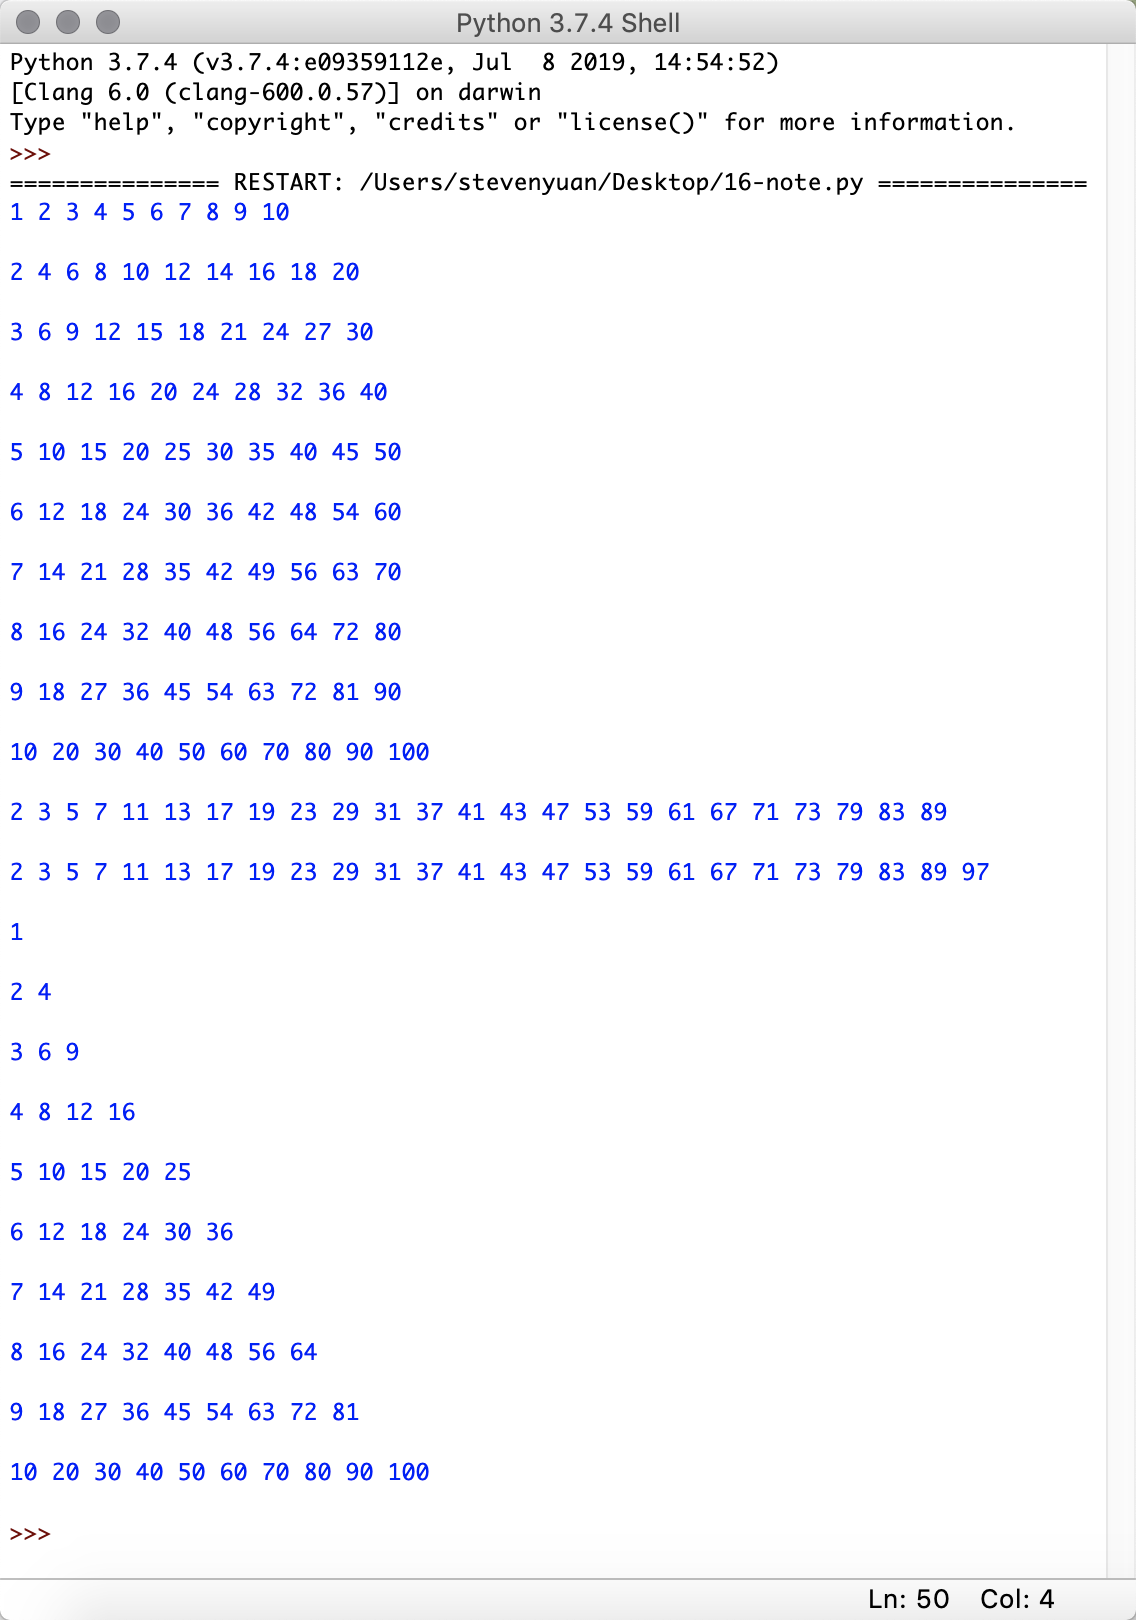 Python 3.7.4 Shell
Python 3.7.4 (v3.7.4:e09359112e, Jul  8 2019, 14:54:52)
[Clang 6.0 (clang-600.0.57)] on darwin
Type "help", "copyright", "credits" or "license()" for more information.
>>>
=============== RESTART: /Users/stevenyuan/Desktop/16-note.py ===============
1 2 3 4 5 6 7 8 9 10
2 4 6 8 10 12 14 16 18 20
3 6 9 12 15 18 21 24 27 30
4 8 12 16 20 24 28 32 36 40
5 10 15 20 25 30 35 40 45 50
6 12 18 24 30 36 42 48 54 60
7 14 21 28 35 42 49 56 63 70
8 16 24 32 40 48 56 64 72 80
9 18 27 36 45 54 63 72 81 90
10 20 30 40 50 60 70 80 90 100
2 3 5 7 11 13 17 19 23 29 31 37 41 43 47 53 59 61 67 71 73 79 83 89
2 3 5 7 11 13 17 19 23 29 31 37 41 43 47 53 59 61 67 71 73 79 83 89 97
1
2 4
3 6 9
4 8 12 16
5 10 15 20 25
6 12 18 24 30 36
7 14 21 28 35 42 49
8 16 24 32 40 48 56 64
9 18 27 36 45 54 63 72 81
10 20 30 40 50 60 70 80 90 100
>>>
Ln: 50  Col: 4